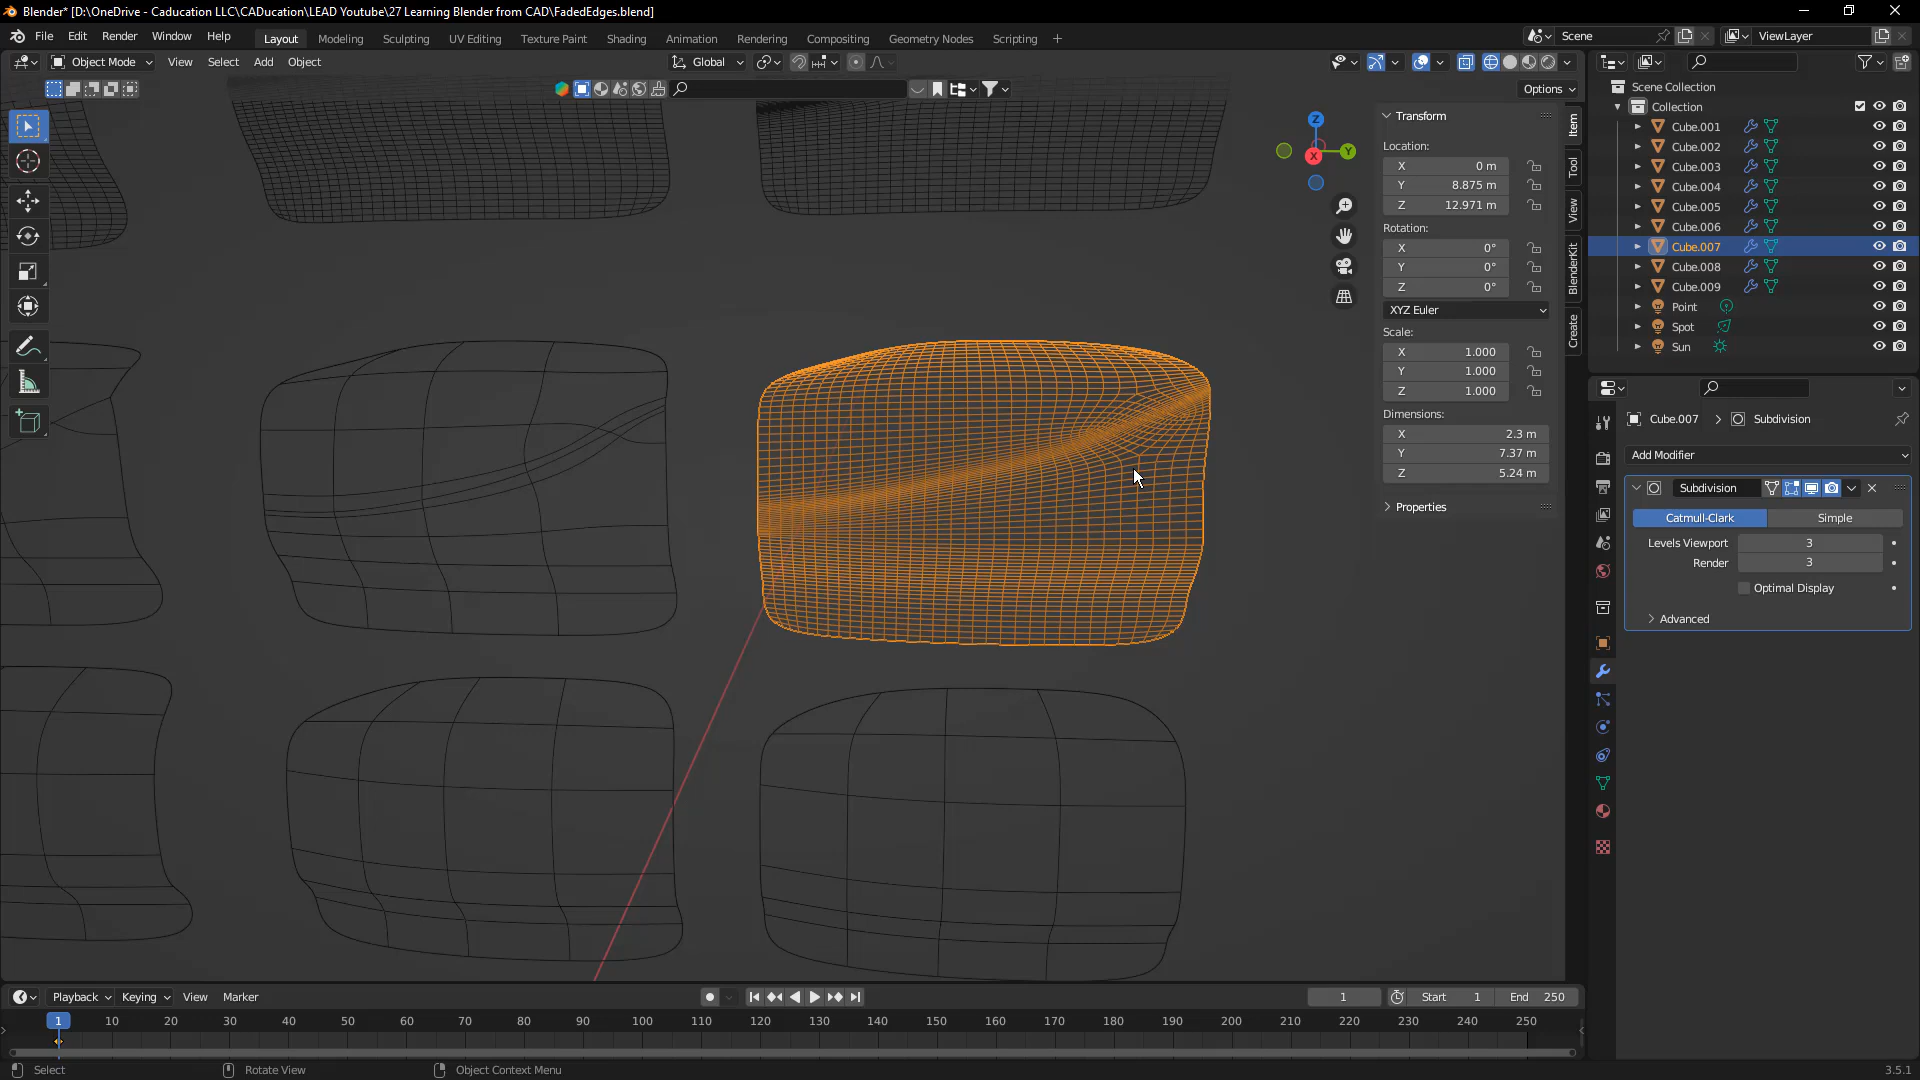 Blender* [D:\OneDrive - Caducation LLC\CADucation\LEAD Youtube\27 Learning Blender from CAD\FadedEdges.blend]
File Edit Render Window Help Layout Modeling Sculpting UV Editing Texture Paint Shading Animation Rendering Compositing Geometry Nodes Scripting + Scene ViewLayer
Object Mode View Select Add Object Global
Options
Z
Y
X
Item
Tool
View
BlenderKit
Create
Transform
Location:
X 0 m
Y 8.875 m
Z 12.971 m
Rotation:
X 0°
Y 0°
Z 0°
XYZ Euler
Scale:
X 1.000
Y 1.000
Z 1.000
Dimensions:
X 2.3 m
Y 7.37 m
Z 5.24 m
Properties
Scene Collection
Collection
Cube.001
Cube.002
Cube.003
Cube.004
Cube.005
Cube.006
Cube.007
Cube.008
Cube.009
Point
Spot
Sun
Cube.007 > Subdivision
Add Modifier
Subdivision
Catmull-Clark Simple
Levels Viewport 3
Render 3
Optimal Display
Advanced
Playback Keying View Marker 1 Start 1 End 250
1 10 20 30 40 50 60 70 80 90 100 110 120 130 140 150 160 170 180 190 200 210 220 230 240 250
Select Rotate View Object Context Menu 3.5.1